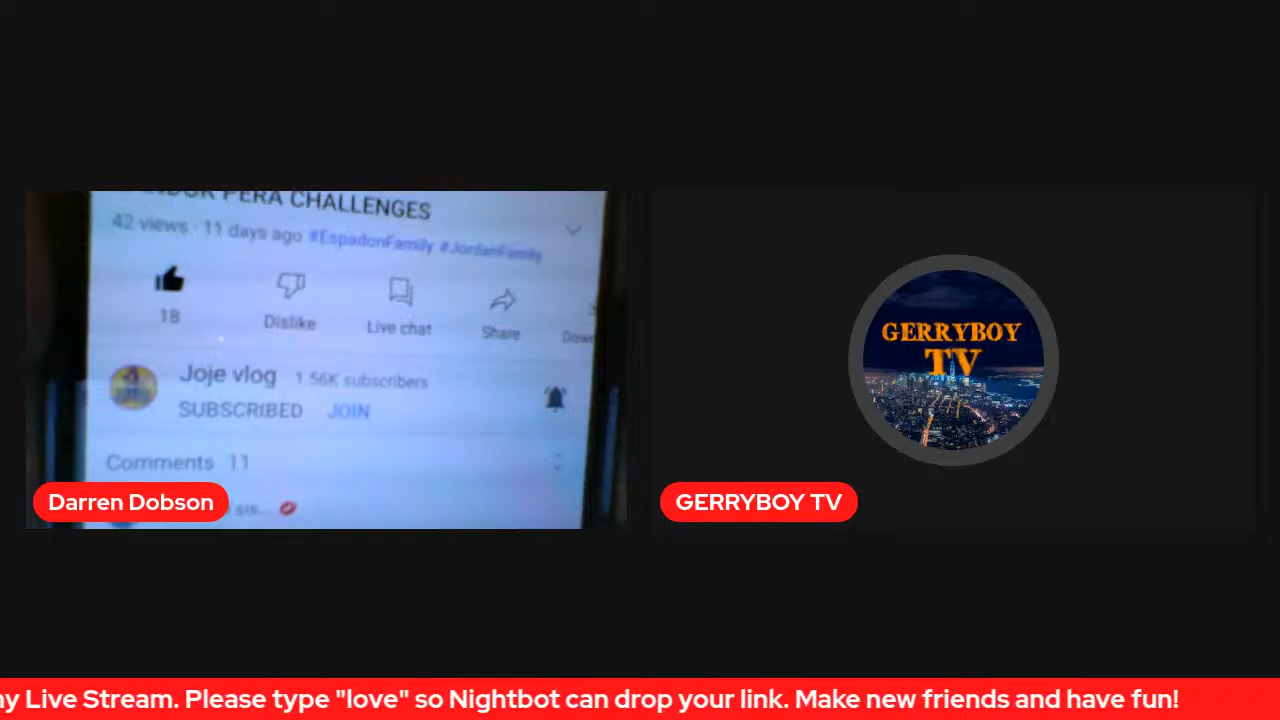 PERA CHALLENGES
42 views · 11 days ago #EspadonFamily #JordanFamily
18
Dislike
Live chat
Share
Joje vlog 1.56K subscribers
SUBSCRIBED JOIN
Comments 11
sis... 💋
Darren Dobson
GERRYBOY
TV
GERRYBOY TV
Live Stream. Please type "love" so Nightbot can drop your link. Make new friends and have fun!